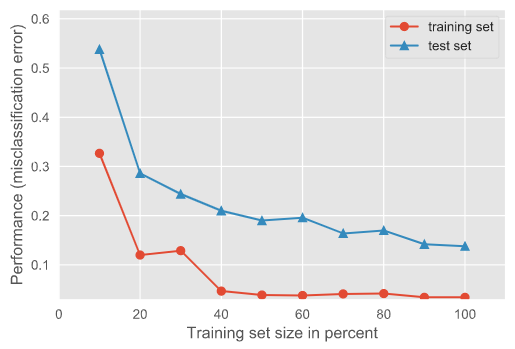 0.6
training set
test set
0.5
0.4
0.3
0.2
0.1
0 20 40 60 80 100
Training set size in percent
Performance (misclassification error)